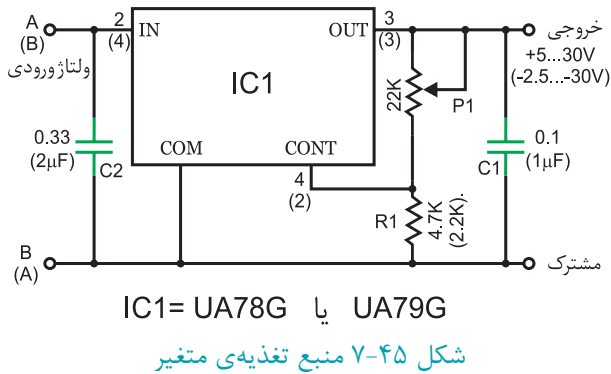 A
(B)
2
(4)
IN
OUT
3
(3)
خروجی
+5...30V
(-2.5...-30V)
ولتاژورودی
IC1
22K
P1
COM
CONT
0.33
(2μF)
C2
4
(2)
0.1
(1μF)
C1
R1
4.7K
(2.2K).
B
(A)
مشترک
IC1= UA78G یا UA79G
شکل ۴۵-۷ منبع تغذیه‌ی متغیر